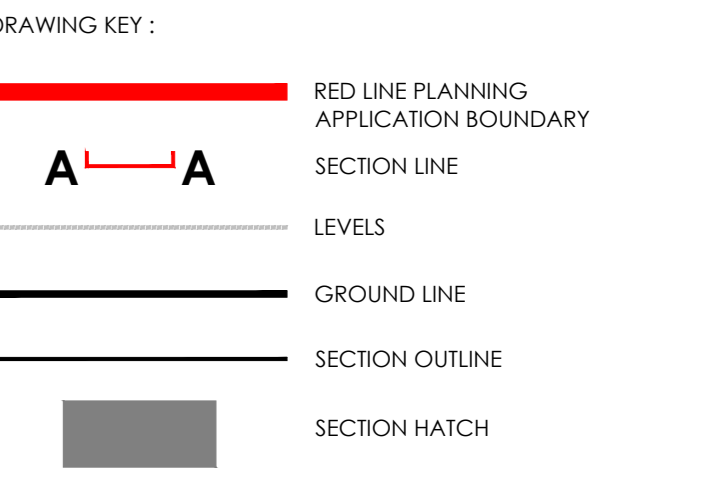 DRAWING KEY :
RED LINE PLANNING
APPLICATION BOUNDARY
A A
SECTION LINE
LEVELS
GROUND LINE
SECTION OUTLINE
SECTION HATCH